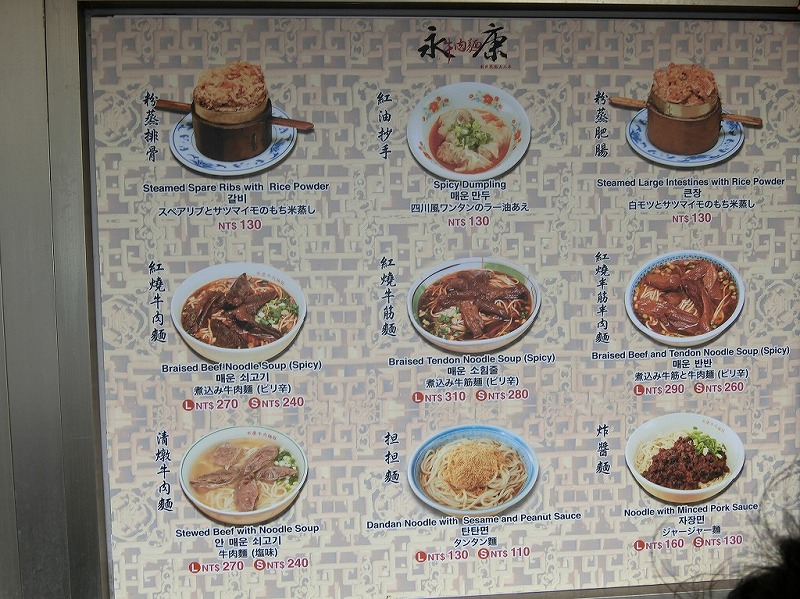 永康
牛肉麵
粉蒸排骨
Steamed Spare Ribs with Rice Powder
갈비
スペアリブとサツマイモのもち米蒸し
NT$ 130
紅油抄手
Spicy Dumpling
매운 만두
四川風ワンタンのラー油あえ
NT$ 130
粉蒸肥腸
Steamed Large Intestines with Rice Powder
큰장
白モツとサツマイモのもち米蒸し
NT$ 130
紅燒牛肉麵
Braised Beef Noodle Soup (Spicy)
매운 쇠고기
煮込み牛肉麺 (ピリ辛)
L NT$ 270 S NT$ 240
紅燒牛筋麵
Braised Tendon Noodle Soup (Spicy)
매운 소힘줄
煮込み牛筋麺 (ピリ辛)
L NT$ 310 S NT$ 280
紅燒半筋半肉麵
Braised Beef and Tendon Noodle Soup (Spicy)
매운 반반
煮込み牛筋と牛肉麺 (ピリ辛)
L NT$ 290 S NT$ 260
清燉牛肉麵
Stewed Beef with Noodle Soup
안 매운 쇠고기
牛肉麺 (塩味)
L NT$ 270 S NT$ 240
担担麵
Dandan Noodle with Sesame and Peanut Sauce
탄탄면
タンタン麺
L NT$ 130 S NT$ 110
炸醬麵
Noodle with Minced Pork Sauce
자장면
ジャージャー麺
L NT$ 160 S NT$ 130